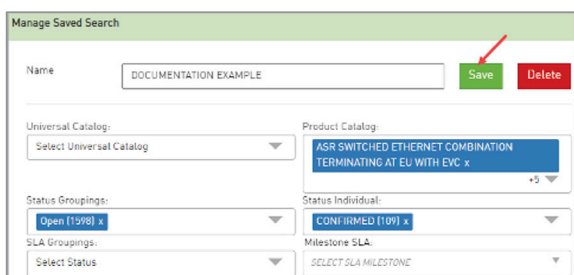 Manage Saved Search
Name
DOCUMENTATION EXAMPLE
Save
Delete
Universal Catalog:
Product Catalog:
Select Universal Catalog
ASR SWITCHED ETHERNET COMBINATION
TERMINATING AT EU WITH EVC x
+5
Status Groupings:
Status Individual:
Open (1598) x
CONFIRMED (109) x
SLA Groupings:
Milestone SLA:
Select Status
SELECT SLA MILESTONE